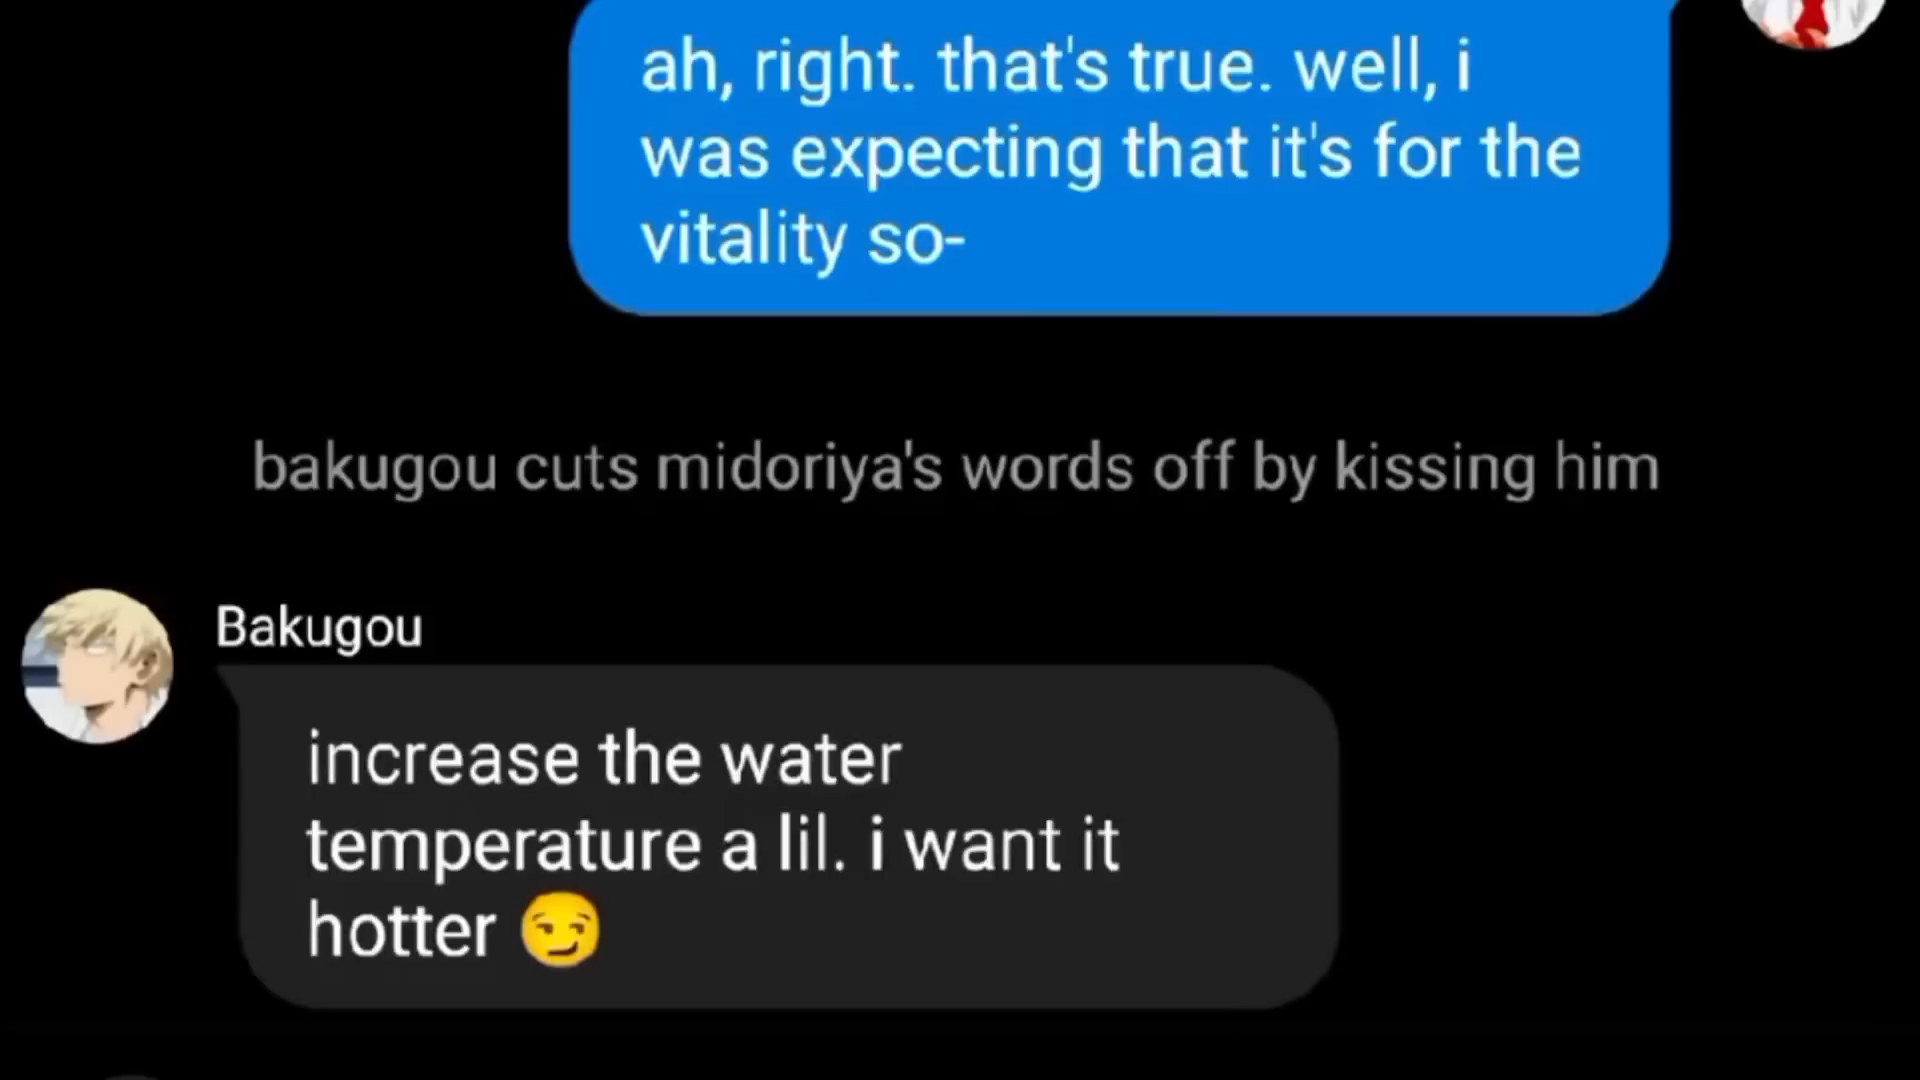 ah, right. that's true. well, i
was expecting that it's for the
vitality so-
bakugou cuts midoriya's words off by kissing him
Bakugou
increase the water
temperature a lil. i want it
hotter 😏